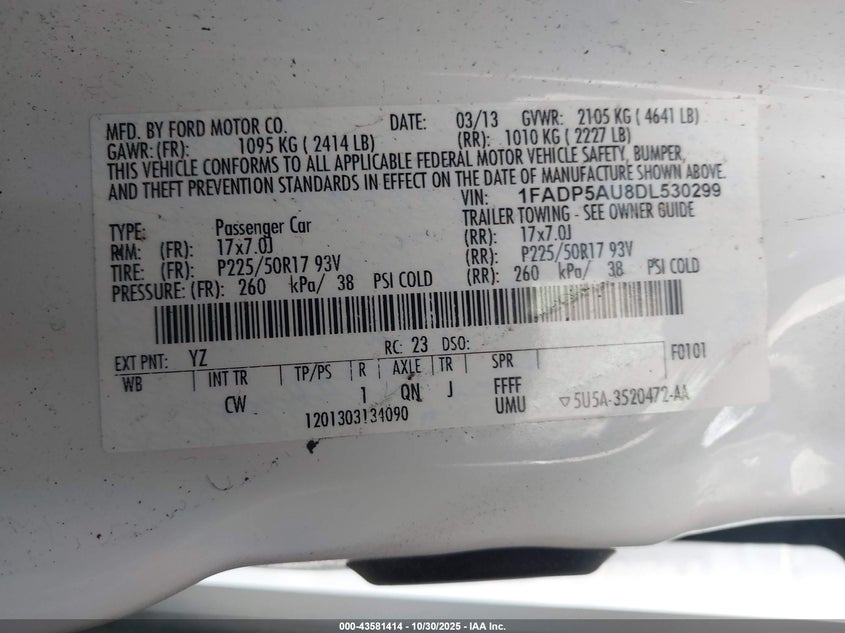 MFD. BY FORD MOTOR CO. DATE: 03/13 GVWR: 2105 KG ( 4641 LB)
GAWR: (FR): 1095 KG ( 2414 LB) (RR): 1010 KG ( 2227 LB)
THIS VEHICLE CONFORMS TO ALL APPLICABLE FEDERAL MOTOR VEHICLE SAFETY, BUMPER,
AND THEFT PREVENTION STANDARDS IN EFFECT ON THE DATE OF MANUFACTURE SHOWN ABOVE.
VIN: 1FADP5AU8DL530299
TYPE: Passenger Car TRAILER TOWING - SEE OWNER GUIDE
RIM: (FR): 17x7.0J (RR): 17x7.0J
TIRE: (FR): P225/50R17 93V (RR): P225/50R17 93V
PRESSURE: (FR): 260 kPa/ 38 PSI COLD (RR): 260 kPa/ 38 PSI COLD
EXT PNT: YZ RC: 23 DSO: F0101
WB INT TR TP/PS R AXLE TR SPR
CW 1 QN J FFFF
UMU
1201303134090 ▽5U5A-3520472-AA
000-43581414 - 10/30/2025 - IAA Inc.